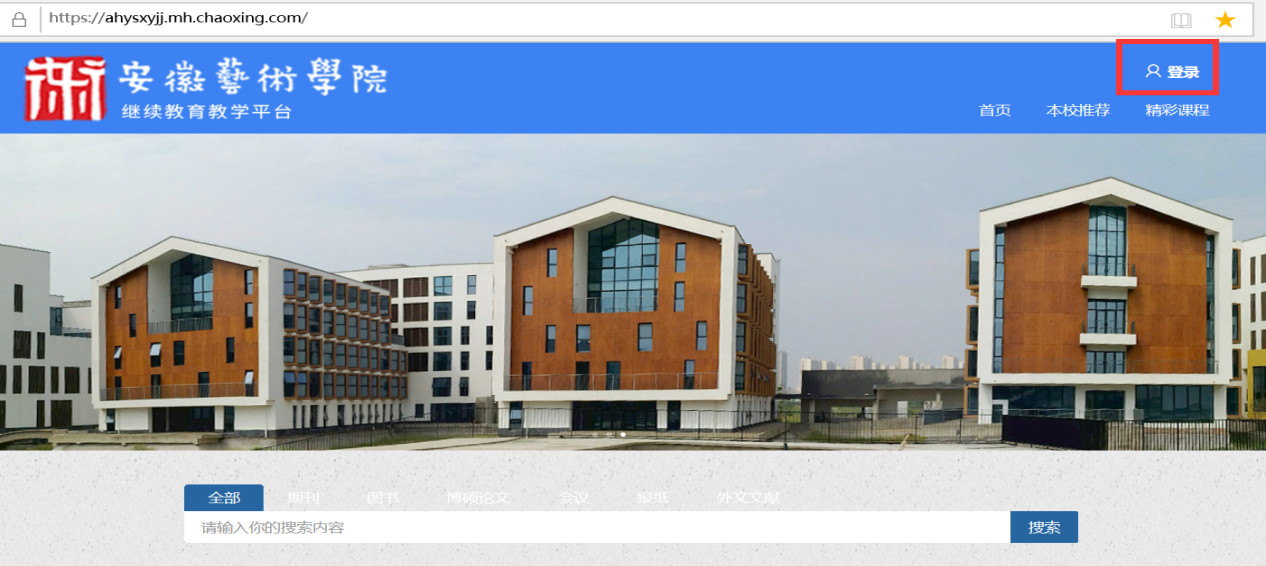 https://ahysxyjj.mh.chaoxing.com/
安徽藝術學院
继续教育教学平台
登录
首页 本校推荐 精彩课程
全部 期刊 图书 博硕论文 会议 报纸 外文文献
请输入你的搜索内容 搜索